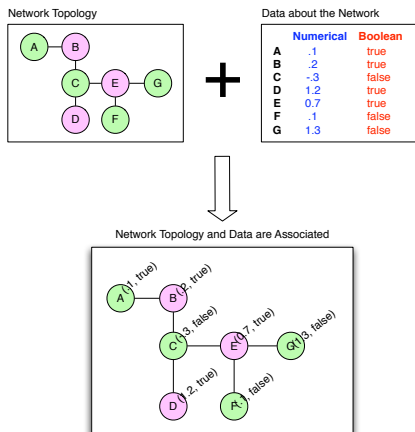 Network Topology
A B
C E G
D F
Data about the Network
Numerical Boolean
A .1 true
B .2 true
C -.3 false
D 1.2 true
E 0.7 true
F .1 false
G 1.3 false
Network Topology and Data are Associated
A (.1, true) B (.2, true)
C (-.3, false) E (0.7, true) G (1.3, false)
D (1.2, true) F (.1, false)